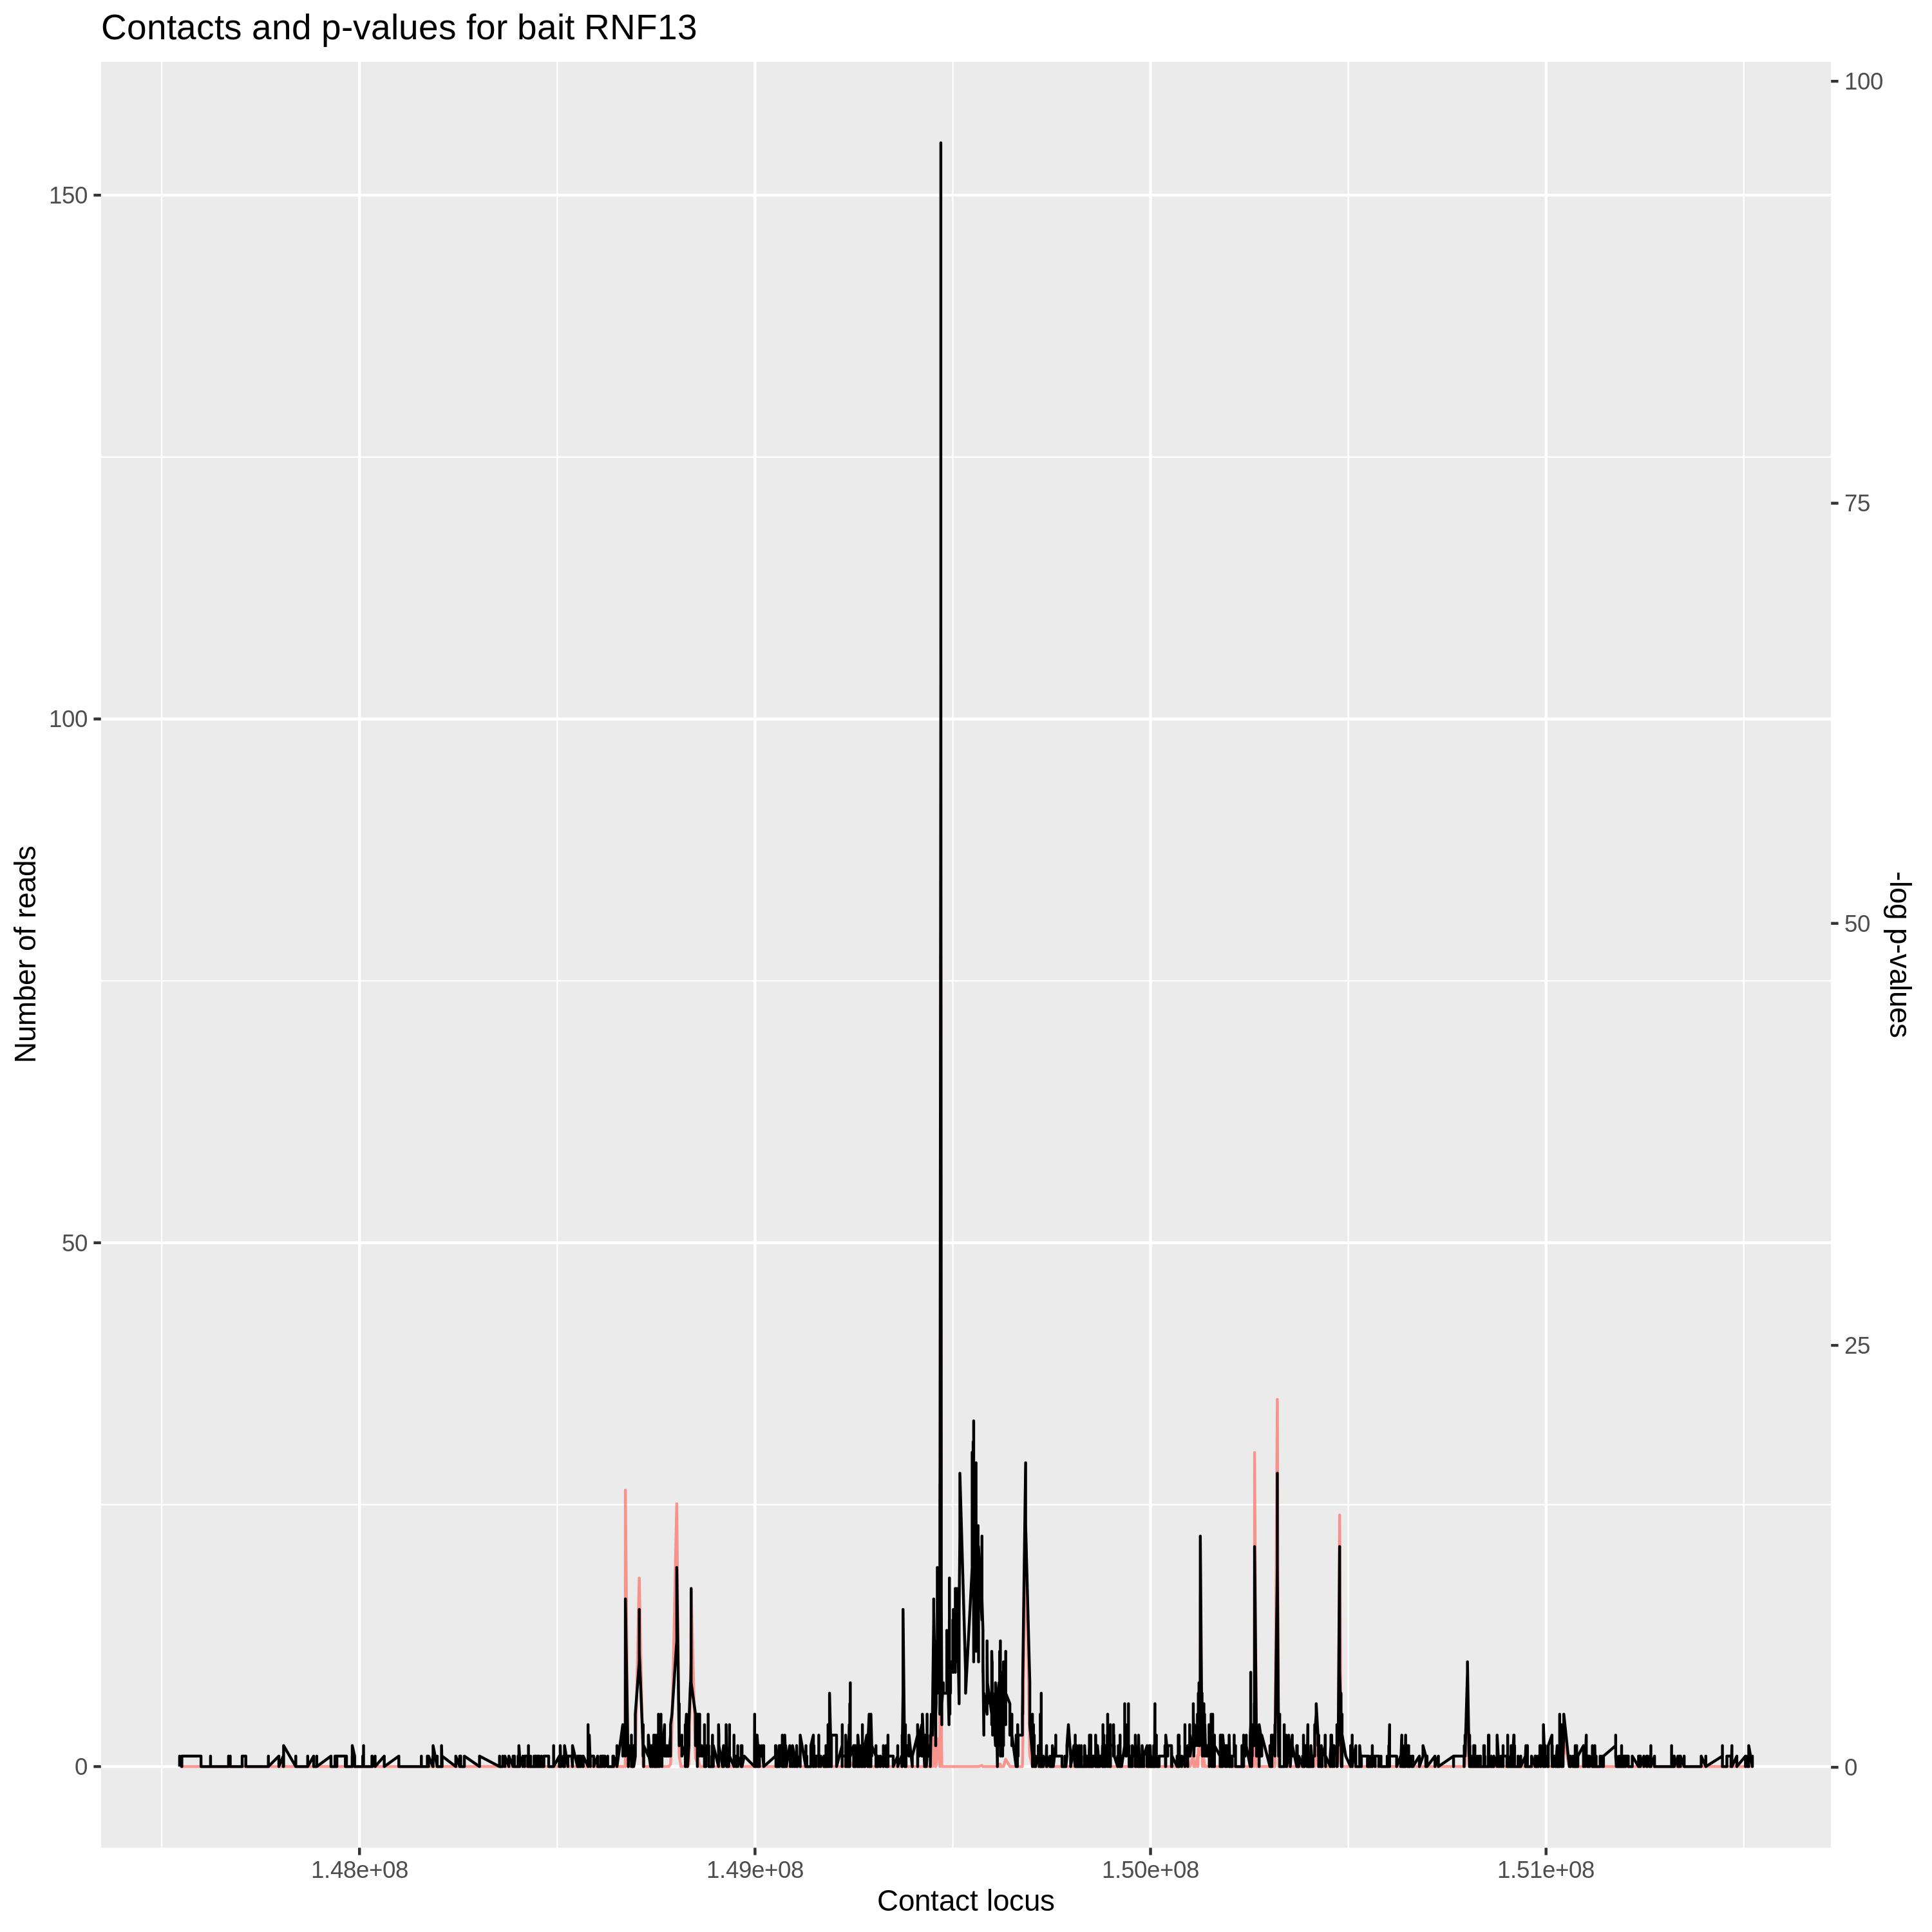 Contacts and p-values for bait RNF13
150
100
50
0
100
75
50
25
0
Number of reads
-log p-values
1.48e+08 1.49e+08 1.50e+08 1.51e+08
Contact locus